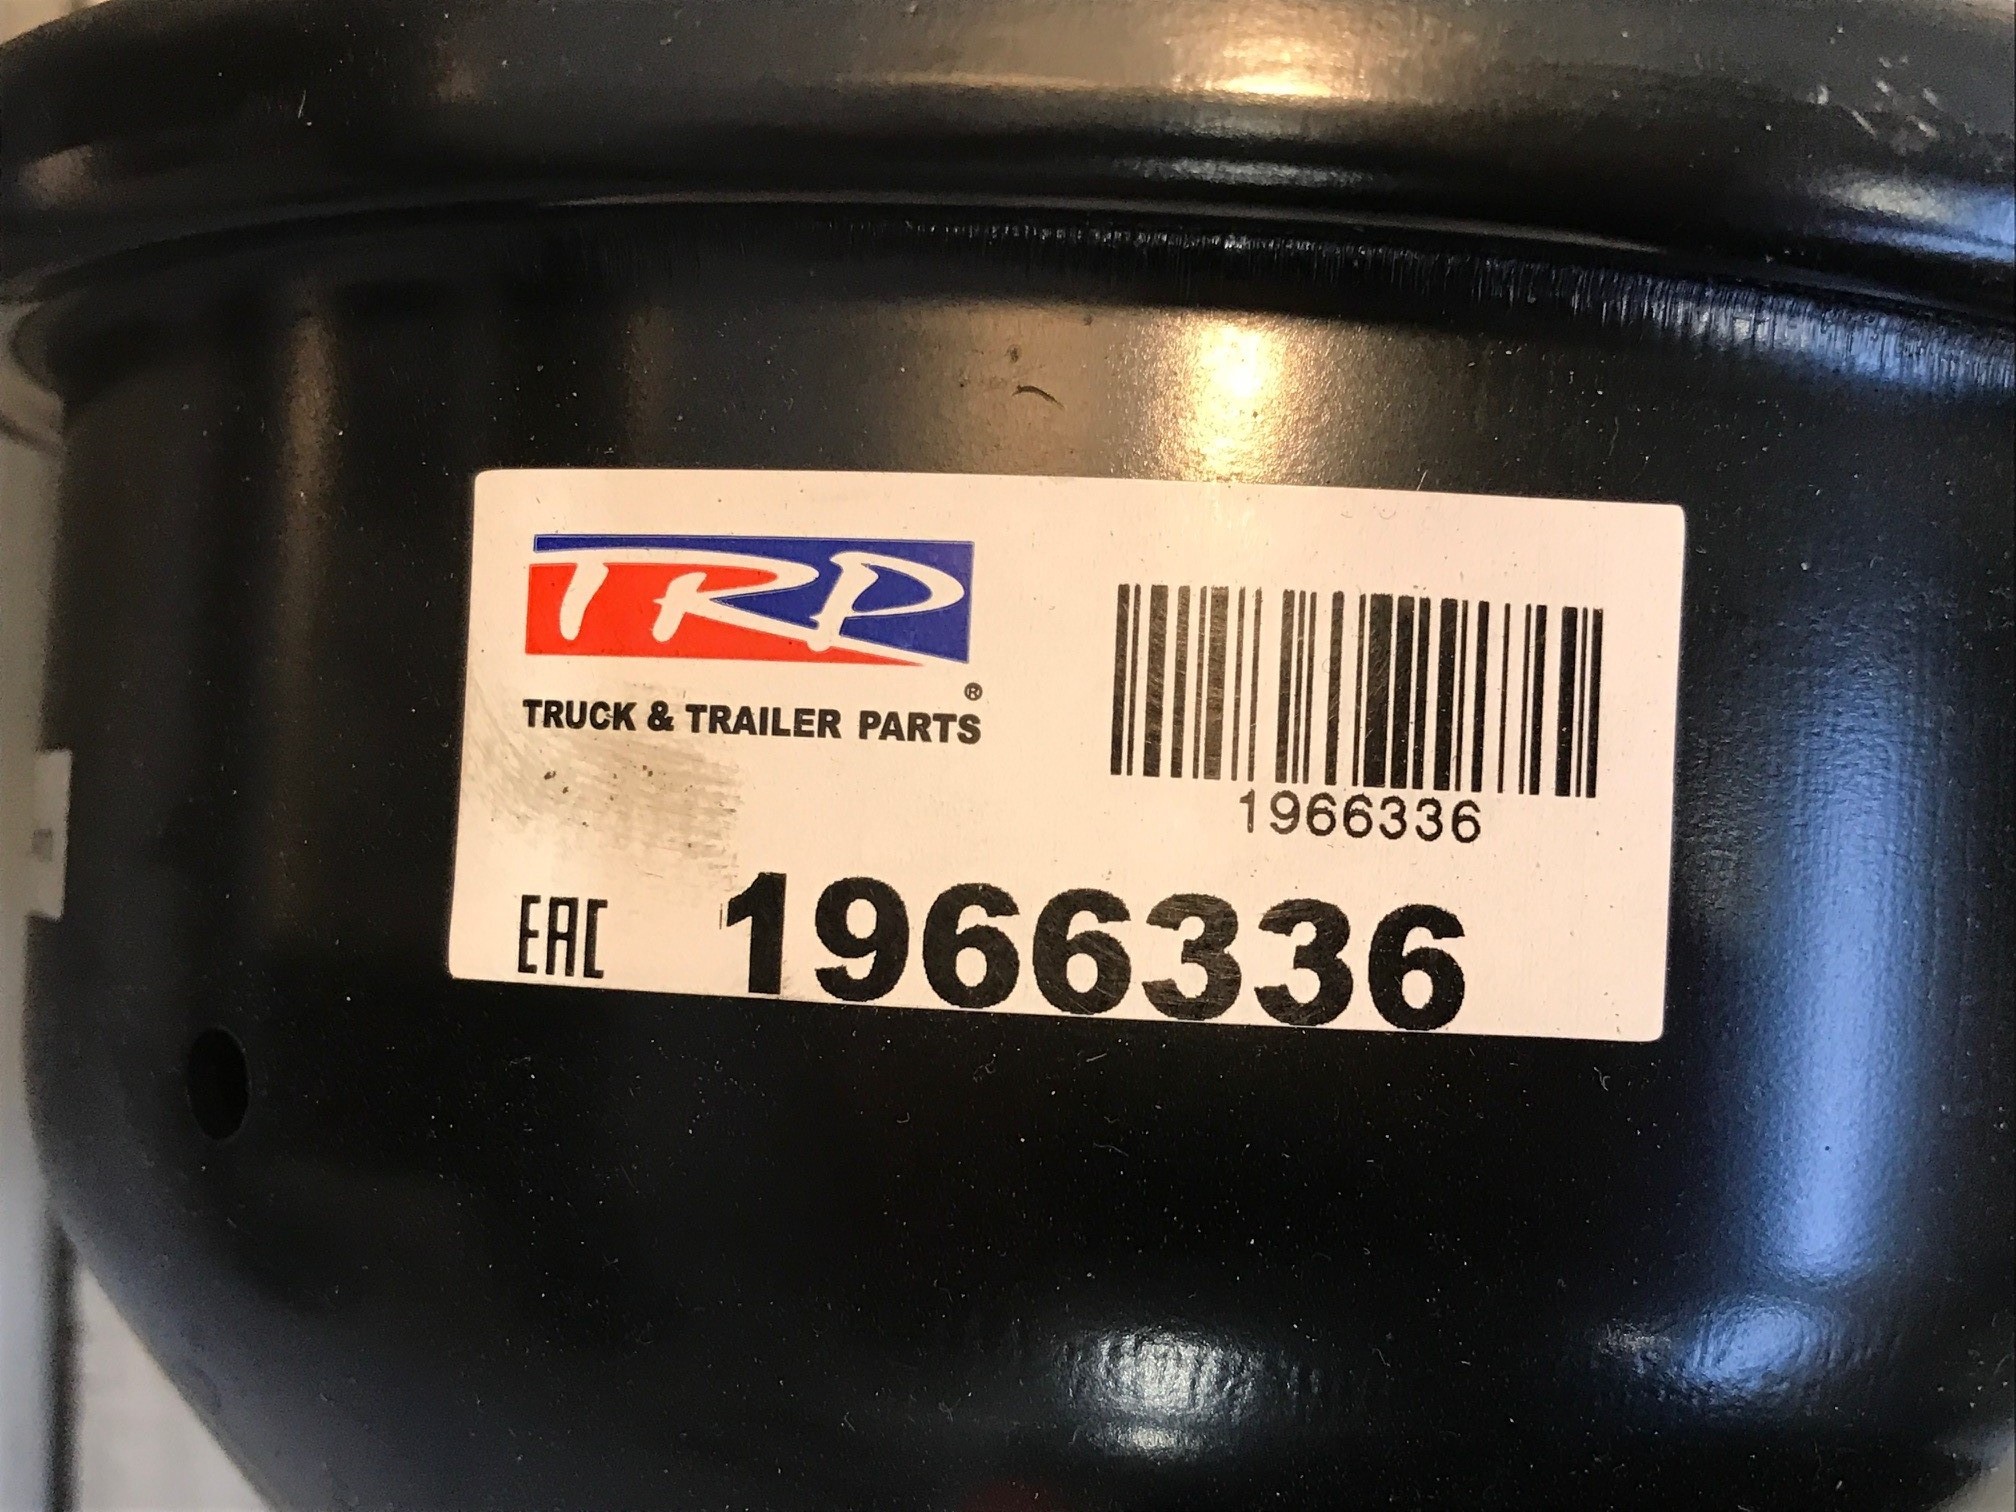 TRP
®
TRUCK & TRAILER PARTS
1966336
EAC 1966336